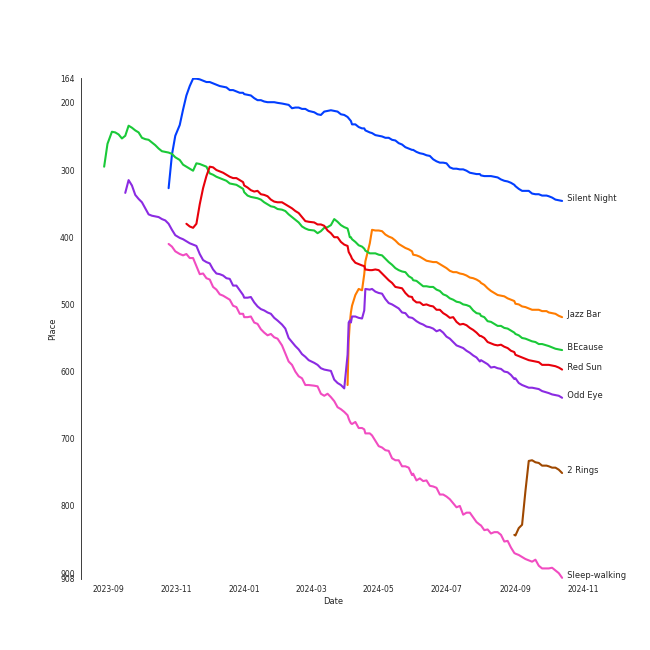 164
200
300
400
500
600
700
800
900
908
Place
2023-09
2023-11
2024-01
2024-03
2024-05
2024-07
2024-09
2024-11
Date
Silent Night
Jazz Bar
BEcause
Red Sun
Odd Eye
2 Rings
Sleep-walking